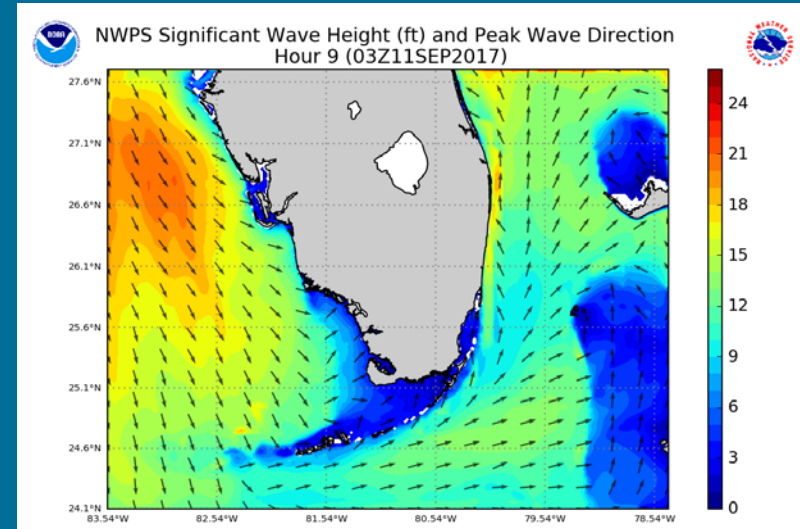 NOAA
NWPS Significant Wave Height (ft) and Peak Wave Direction
Hour 9 (03Z11SEP2017)
27.6°N
27.1°N
26.6°N
26.1°N
25.6°N
25.1°N
24.6°N
24.1°N
83.54°W
82.54°W
81.54°W
80.54°W
79.54°W
78.54°W
24
21
18
15
12
9
6
3
0